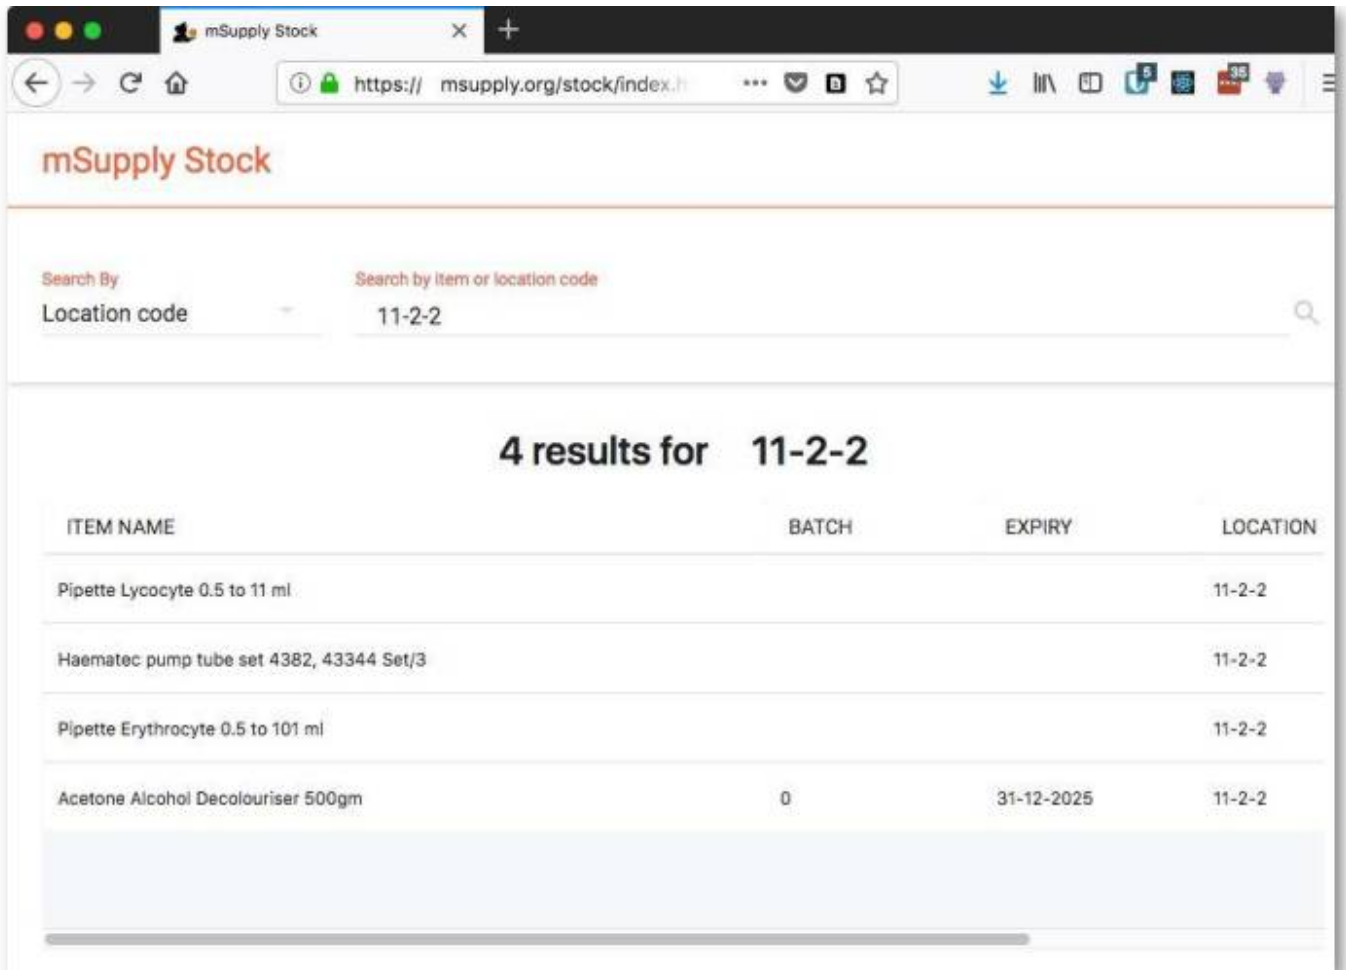 mSupply Stock
https:// msupply.org/stock/index.h
5
35
mSupply Stock
Search By
Search by item or location code
Location code
11-2-2
4 results for 11-2-2
ITEM NAME BATCH EXPIRY LOCATION
Pipette Lycocyte 0.5 to 11 ml 11-2-2
Haematec pump tube set 4382, 43344 Set/3 11-2-2
Pipette Erythrocyte 0.5 to 101 ml 11-2-2
Acetone Alcohol Decolouriser 500gm 0 31-12-2025 11-2-2